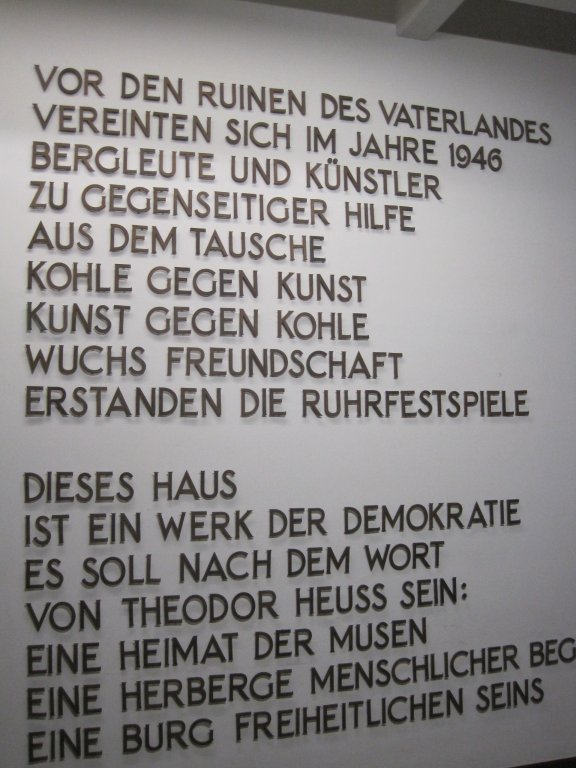 VOR DEN RUINEN DES VATERLANDES
VEREINTEN SICH IM JAHRE 1946
BERGLEUTE UND KÜNSTLER
ZU GEGENSEITIGER HILFE
AUS DEM TAUSCHE
KOHLE GEGEN KUNST
KUNST GEGEN KOHLE
WUCHS FREUNDSCHAFT
ERSTANDEN DIE RUHRFESTSPIELE
DIESES HAUS
IST EIN WERK DER DEMOKRATIE
ES SOLL NACH DEM WORT
VON THEODOR HEUSS SEIN:
EINE HEIMAT DER MUSEN
EINE HERBERGE MENSCHLICHER BEG
EINE BURG FREIHEITLICHEN SEINS